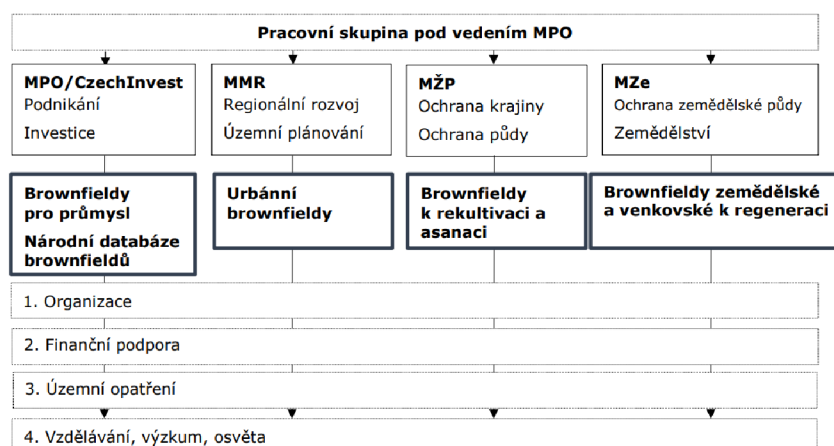 Pracovní skupina pod vedením MPO
MPO/CzechInvest
Podnikání
Investice
MMR
Regionální rozvoj
Územní plánování
MŽP
Ochrana krajiny
Ochrana půdy
MZe
Ochrana zemědělské půdy
Zemědělství
Brownfieldy
pro průmysl
Národní databáze
brownfieldů
Urbánní
brownfieldy
Brownfieldy
k rekultivaci a
asanaci
Brownfieldy zemědělské
a venkovské k regeneraci
1. Organizace
2. Finanční podpora
3. Územní opatření
4. Vzdělávání, výzkum, osvěta